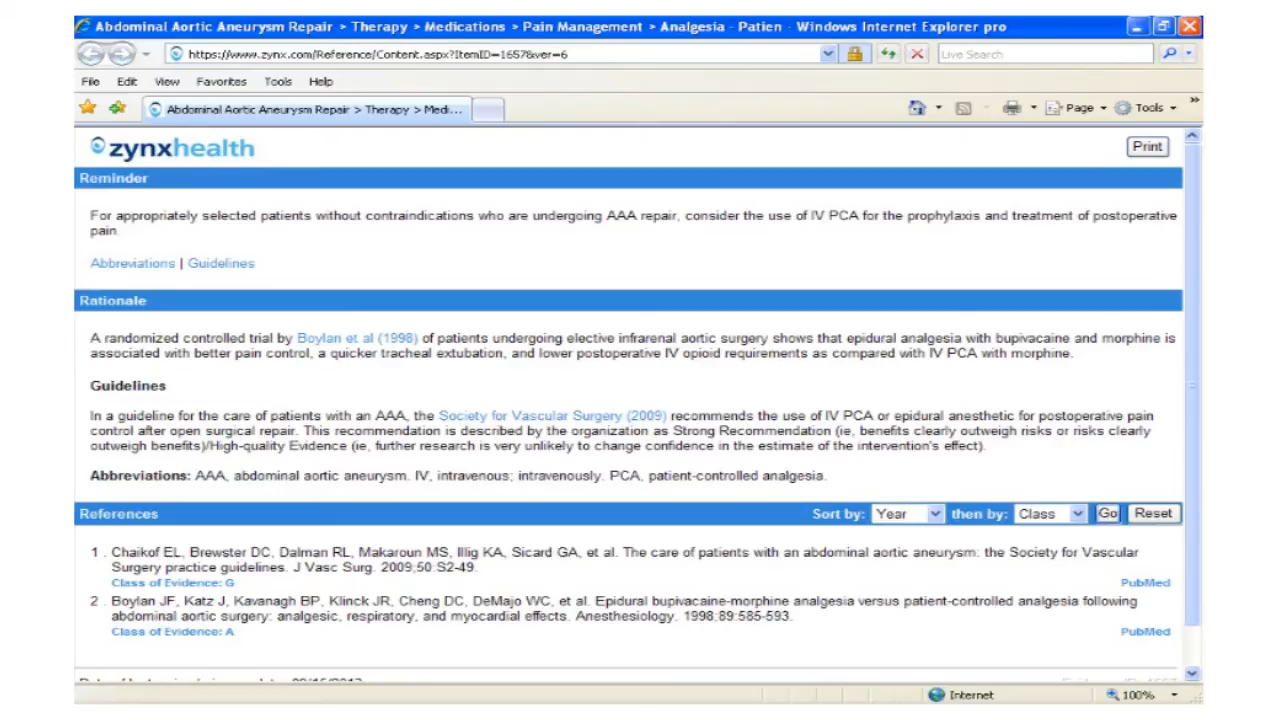 Abdominal Aortic Aneurysm Repair > Therapy > Medications > Pain Management > Analgesia - Patien - Windows Internet Explorer pro
https://www.zynx.com/Reference/Content.aspx?ItemID=1657&ver=6
Live Search
File Edit View Favorites Tools Help
Abdominal Aortic Aneurysm Repair > Therapy > Medi...
Page Tools
zynxhealth
Print
Reminder
For appropriately selected patients without contraindications who are undergoing AAA repair, consider the use of IV PCA for the prophylaxis and treatment of postoperative
pain.
Abbreviations | Guidelines
Rationale
A randomized controlled trial by Boylan et al (1998) of patients undergoing elective infrarenal aortic surgery shows that epidural analgesia with bupivacaine and morphine is
associated with better pain control, a quicker tracheal extubation, and lower postoperative IV opioid requirements as compared with IV PCA with morphine.
Guidelines
In a guideline for the care of patients with an AAA, the Society for Vascular Surgery (2009) recommends the use of IV PCA or epidural anesthetic for postoperative pain
control after open surgical repair. This recommendation is described by the organization as Strong Recommendation (ie, benefits clearly outweigh risks or risks clearly
outweigh benefits)/High-quality Evidence (ie, further research is very unlikely to change confidence in the estimate of the intervention's effect).
Abbreviations: AAA, abdominal aortic aneurysm. IV, intravenous; intravenously. PCA, patient-controlled analgesia.
References Sort by: Year then by: Class Go Reset
1 . Chaikof EL, Brewster DC, Dalman RL, Makaroun MS, Illig KA, Sicard GA, et al. The care of patients with an abdominal aortic aneurysm: the Society for Vascular
Surgery practice guidelines. J Vasc Surg. 2009;50:S2-49.
Class of Evidence: G PubMed
2 . Boylan JF, Katz J, Kavanagh BP, Klinck JR, Cheng DC, DeMajo WC, et al. Epidural bupivacaine-morphine analgesia versus patient-controlled analgesia following
abdominal aortic surgery: analgesic, respiratory, and myocardial effects. Anesthesiology. 1998;89:585-593.
Class of Evidence: A PubMed
Internet 100%